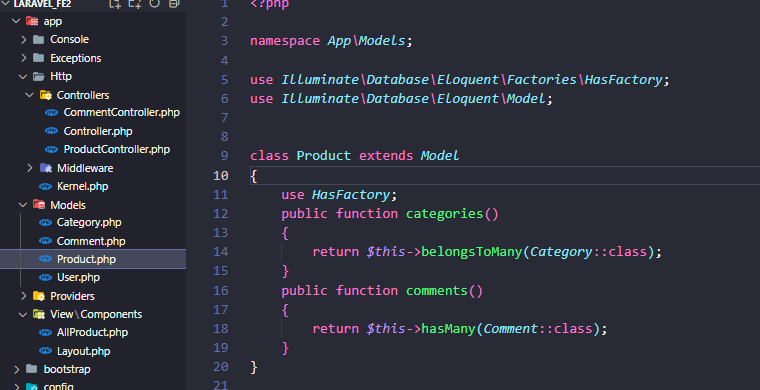 LARAVEL_FE2
app
Console
Exceptions
Http
Controllers
CommentController.php
Controller.php
ProductController.php
Middleware
Kernel.php
Models
Category.php
Comment.php
Product.php
User.php
Providers
View\Components
AllProduct.php
Layout.php
bootstrap
config
1 <?php
2
3 namespace App\Models;
4
5 use Illuminate\Database\Eloquent\Factories\HasFactory;
6 use Illuminate\Database\Eloquent\Model;
7
8
9 class Product extends Model
10 {
11 use HasFactory;
12 public function categories()
13 {
14 return $this->belongsToMany(Category::class);
15 }
16 public function comments()
17 {
18 return $this->hasMany(Comment::class);
19 }
20 }
21